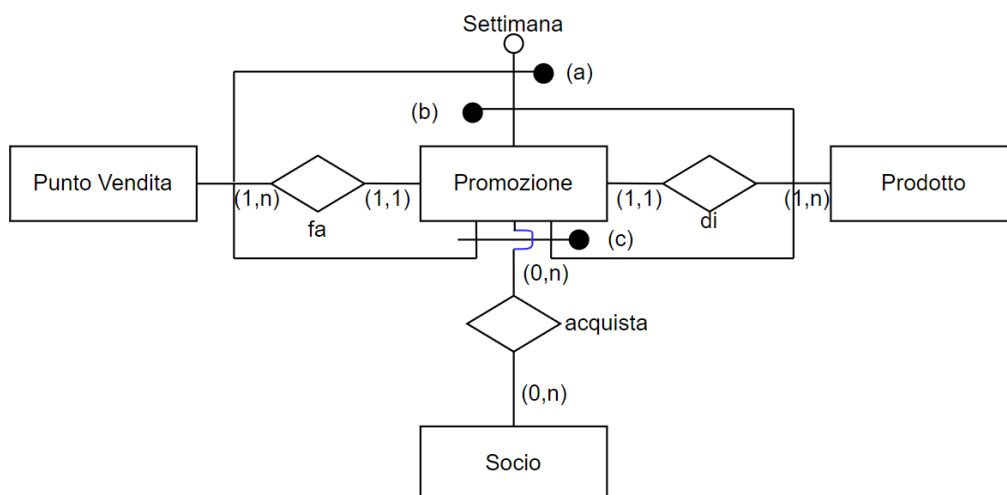 Settimana
(a)
(b)
Punto Vendita
Promozione
Prodotto
(1,n)
(1,1)
(1,1)
(1,n)
fa
di
(c)
(0,n)
acquista
(0,n)
Socio